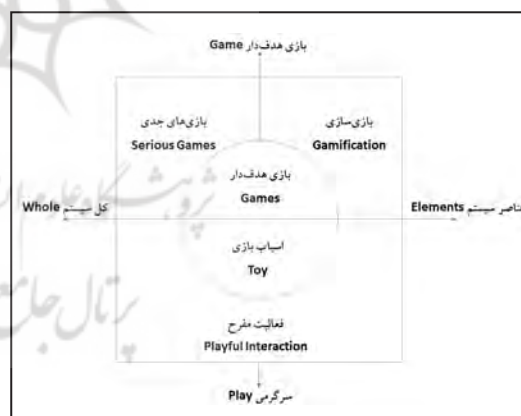 بازی هدف‌دار Game
بازی‌های جدی
Serious Games
بازی‌سازی
Gamification
بازی هدف‌دار
Games
کل سیستم Whole
عناصر سیستم Elements
اسباب بازی
Toy
فعالیت مفرح
Playful Interaction
سرگرمی Play